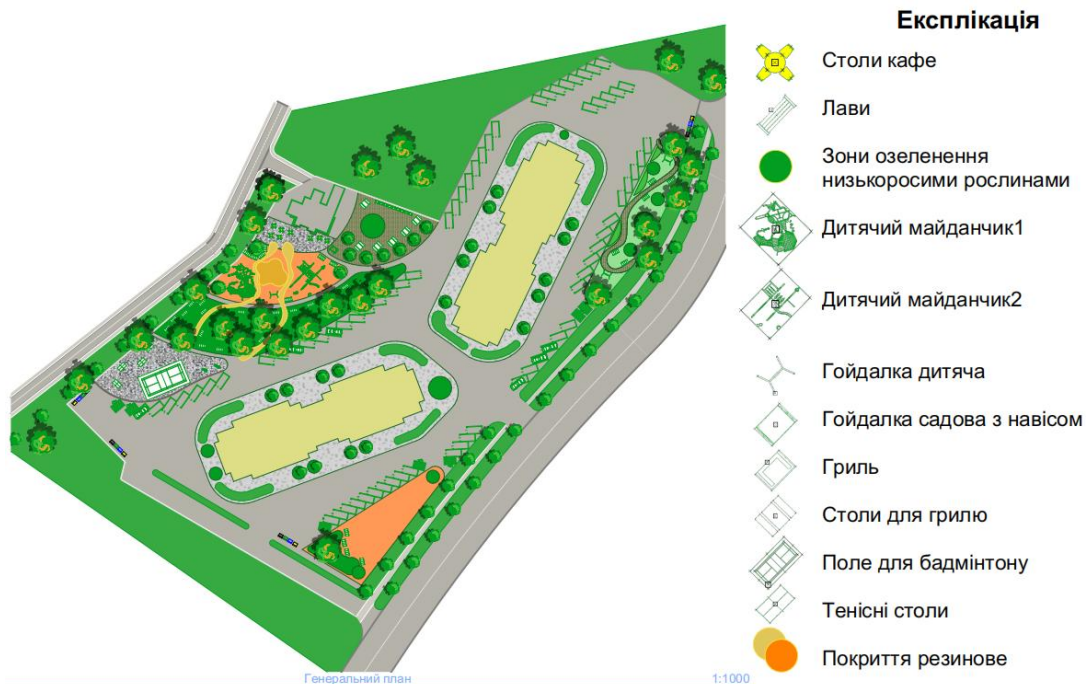 Експлікація
Столи кафе
Лави
Зони озеленення
низькоросими рослинами
Дитячий майданчик1
Дитячий майданчик2
Гойдалка дитяча
Гойдалка садова з навісом
Гриль
Столи для грилю
Поле для бадмінтону
Тенісні столи
Покриття резинове
Генеральний план
1:1000